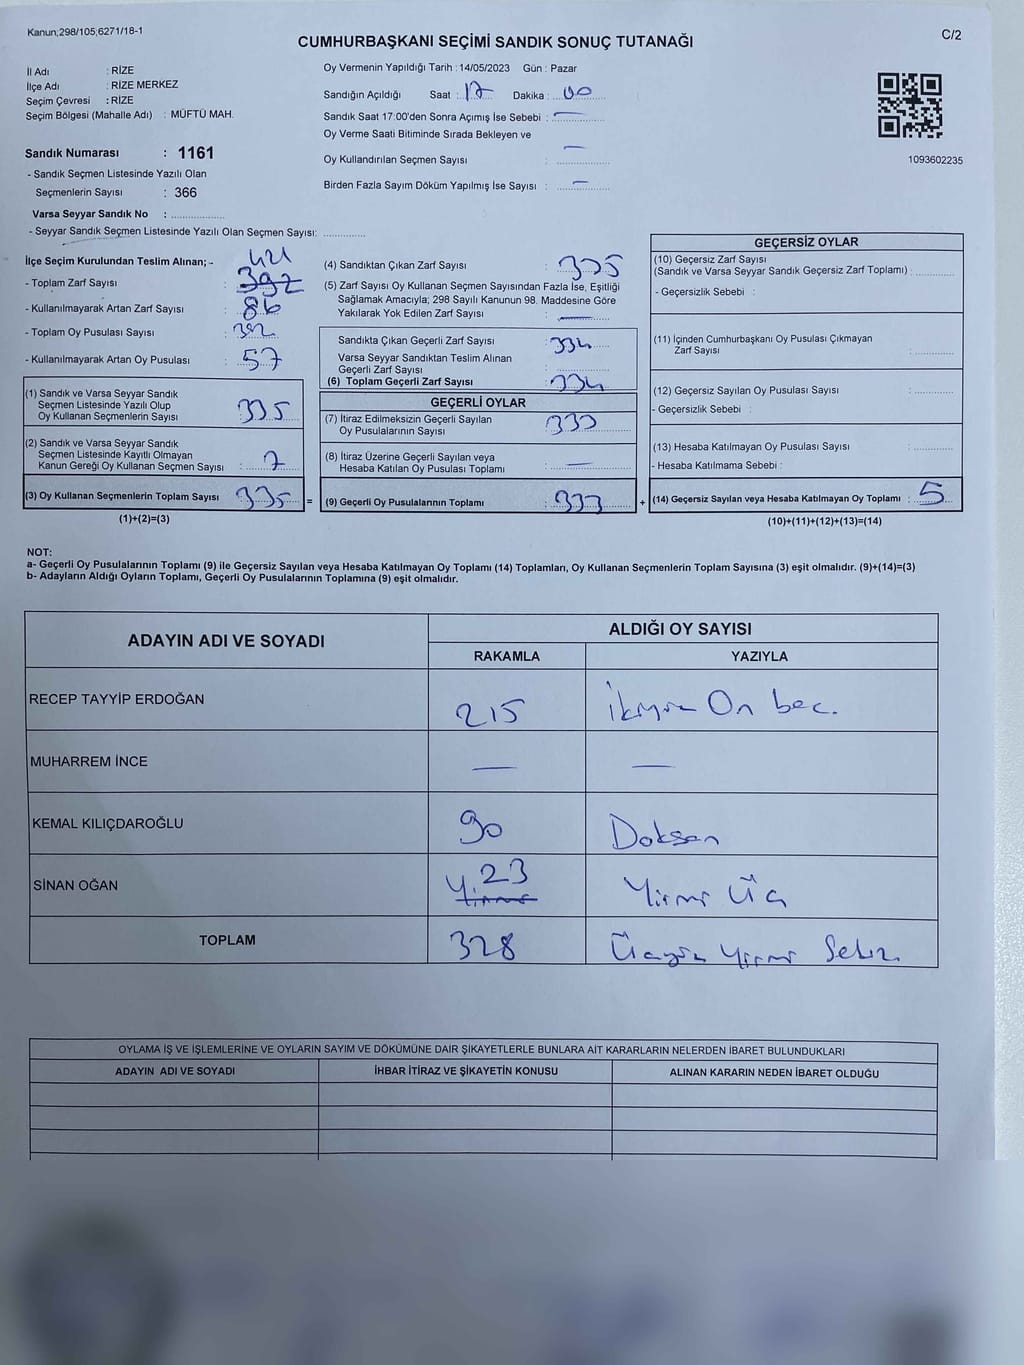 Kanun;298/105;6271/18-1
C/2
CUMHURBAŞKANI SEÇİMİ SANDIK SONUÇ TUTANAĞI
İl Adı : RİZE
İlçe Adı : RİZE MERKEZ
Seçim Çevresi : RİZE
Seçim Bölgesi (Mahalle Adı) : MÜFTÜ MAH.
Sandık Numarası : 1161
- Sandık Seçmen Listesinde Yazılı Olan
Seçmenlerin Sayısı : 366
Varsa Seyyar Sandık No : ....................
- Seyyar Sandık Seçmen Listesinde Yazılı Olan Seçmen Sayısı: ...............
Oy Vermenin Yapıldığı Tarih : 14/05/2023 Gün : Pazar
Sandığın Açıldığı Saat : 17 Dakika : 00
Sandık Saat 17:00'den Sonra Açımış İse Sebebi : —
Oy Verme Saati Bitiminde Sırada Bekleyen ve
Oy Kullandırılan Seçmen Sayısı : —
Birden Fazla Sayım Döküm Yapılmış İse Sayısı : —
1093602235
İlçe Seçim Kurulundan Teslim Alınan; -
421
- Toplam Zarf Sayısı : 392
- Kullanılmayarak Artan Zarf Sayısı : 86
- Toplam Oy Pusulası Sayısı : 392
- Kullanılmayarak Artan Oy Pusulası : 57
(1) Sandık ve Varsa Seyyar Sandık
Seçmen Listesinde Yazılı Olup
Oy Kullanan Seçmenlerin Sayısı : 335
(2) Sandık ve Varsa Seyyar Sandık
Seçmen Listesinde Kayıtlı Olmayan
Kanun Gereği Oy Kullanan Seçmen Sayısı :
(3) Oy Kullanan Seçmenlerin Toplam Sayısı 335 =
(1)+(2)=(3)
(4) Sandıktan Çıkan Zarf Sayısı : 335
(5) Zarf Sayısı Oy Kullanan Seçmen Sayısından Fazla İse, Eşitliği
Sağlamak Amacıyla; 298 Sayılı Kanunun 98. Maddesine Göre
Yakılarak Yok Edilen Zarf Sayısı : —
Sandıkta Çıkan Geçerli Zarf Sayısı : 334
Varsa Seyyar Sandıktan Teslim Alınan
Geçerli Zarf Sayısı :
(6) Toplam Geçerli Zarf Sayısı : 334
GEÇERLİ OYLAR
(7) İtiraz Edilmeksizin Geçerli Sayılan
Oy Pusulalarının Sayısı : 333
(8) İtiraz Üzerine Geçerli Sayılan veya
Hesaba Katılan Oy Pusulası Toplamı : —
(9) Geçerli Oy Pusulalarının Toplamı : 333 +
GEÇERSİZ OYLAR
(10) Geçersiz Zarf Sayısı
(Sandık ve Varsa Seyyar Sandık Geçersiz Zarf Toplamı) : ............
- Geçersizlik Sebebi :
(11) İçinden Cumhurbaşkanı Oy Pusulası Çıkmayan
Zarf Sayısı : ............
(12) Geçersiz Sayılan Oy Pusulası Sayısı : ............
- Geçersizlik Sebebi :
(13) Hesaba Katılmayan Oy Pusulası Sayısı : ............
- Hesaba Katılmama Sebebi :
(14) Geçersiz Sayılan veya Hesaba Katılmayan Oy Toplamı : 5
(10)+(11)+(12)+(13)=(14)
NOT:
a- Geçerli Oy Pusulalarının Toplamı (9) ile Geçersiz Sayılan veya Hesaba Katılmayan Oy Toplamı (14) Toplamları, Oy Kullanan Seçmenlerin Toplam Sayısına (3) eşit olmalıdır. (9)+(14)=(3)
b- Adayların Aldığı Oyların Toplamı, Geçerli Oy Pusulalarının Toplamına (9) eşit olmalıdır.
ADAYIN ADI VE SOYADI
ALDIĞI OY SAYISI
RAKAMLA YAZIYLA
RECEP TAYYİP ERDOĞAN 215 On beş.
MUHARREM İNCE — —
KEMAL KILIÇDAROĞLU 90 Doksan
SİNAN OĞAN Yirmi 23 Yirmi Üç
TOPLAM 328 Üçyüz Yirmi Sekiz.
OYLAMA İŞ VE İŞLEMLERİNE VE OYLARIN SAYIM VE DÖKÜMÜNE DAİR ŞİKAYETLERLE BUNLARA AİT KARARLARIN NELERDEN İBARET BULUNDUKLARI
ADAYIN ADI VE SOYADI İHBAR İTİRAZ VE ŞİKAYETİN KONUSU ALINAN KARARIN NEDEN İBARET OLDUĞU